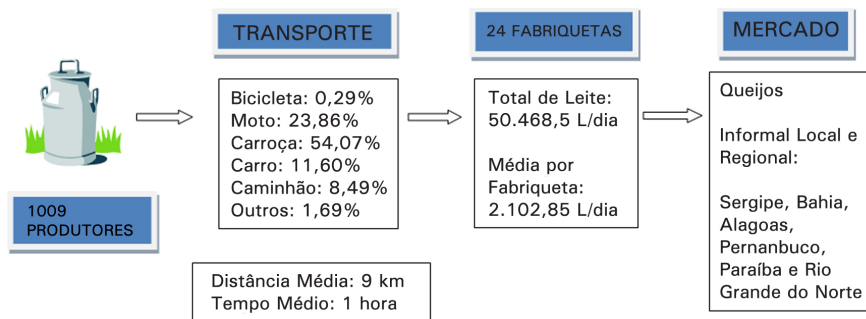 1009
PRODUTORES
TRANSPORTE
Bicicleta: 0,29%
Moto: 23,86%
Carroça: 54,07%
Carro: 11,60%
Caminhão: 8,49%
Outros: 1,69%
Distância Média: 9 km
Tempo Médio: 1 hora
24 FABRIQUETAS
Total de Leite:
50.468,5 L/dia
Média por
Fabriqueta:
2.102,85 L/dia
MERCADO
Queijos
Informal Local e
Regional:
Sergipe, Bahia,
Alagoas,
Pernanbuco,
Paraíba e Rio
Grande do Norte